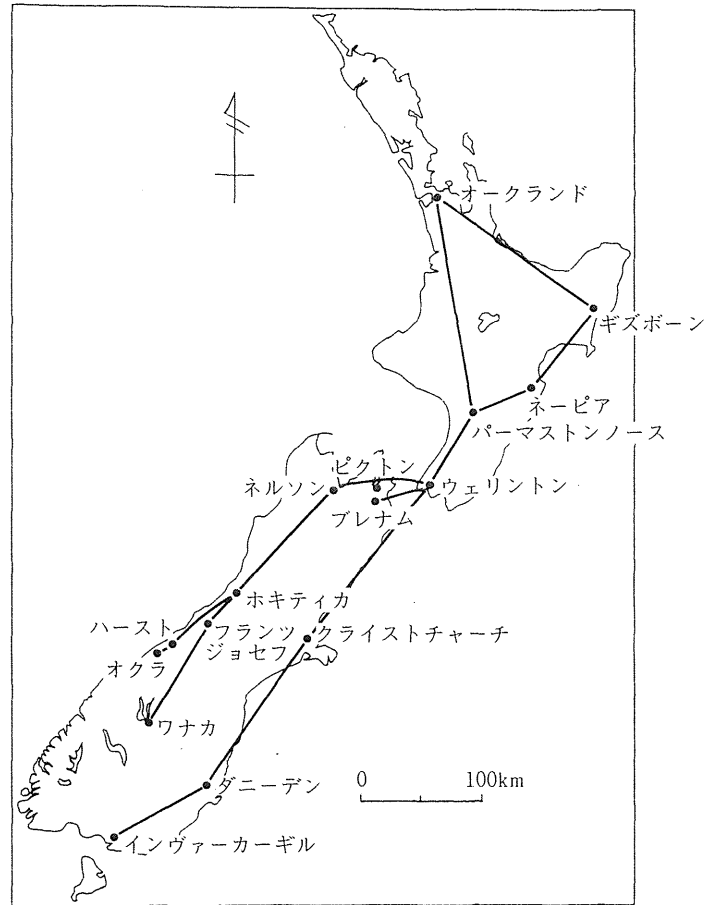 オークランド
ギズボーン
ネーピア
パーマストンノース
ピクトン
ネルソン
ウェリントン
ブレナム
ホキティカ
ハースト
フランツ
ジョセフ
クライストチャーチ
オクラ
ワナカ
ダニーデン
0 100km
インヴァーカーギル